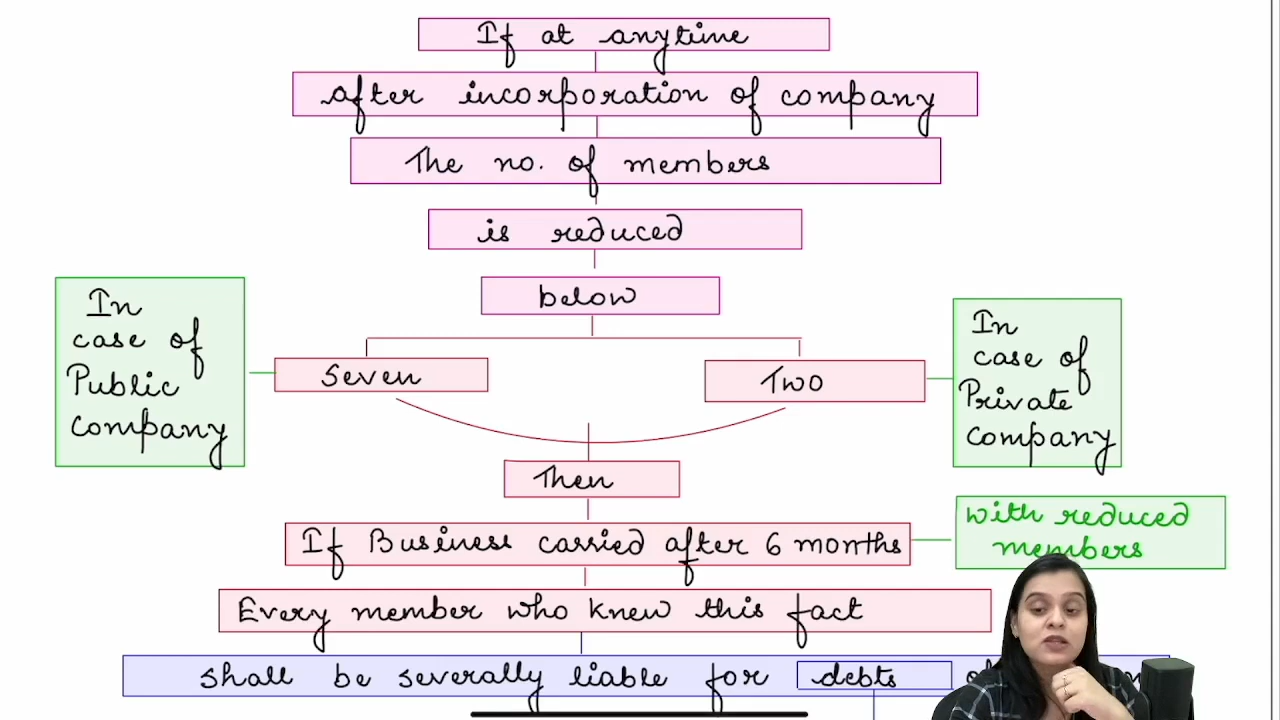 If at anytime
after incorporation of company
The no. of members
is reduced
below
In
case of
Public
company
Seven
Two
In
case of
Private
company
Then
If Business carried after 6 months
with reduced
members
Every member who knew this fact
shall be severally liable for debts